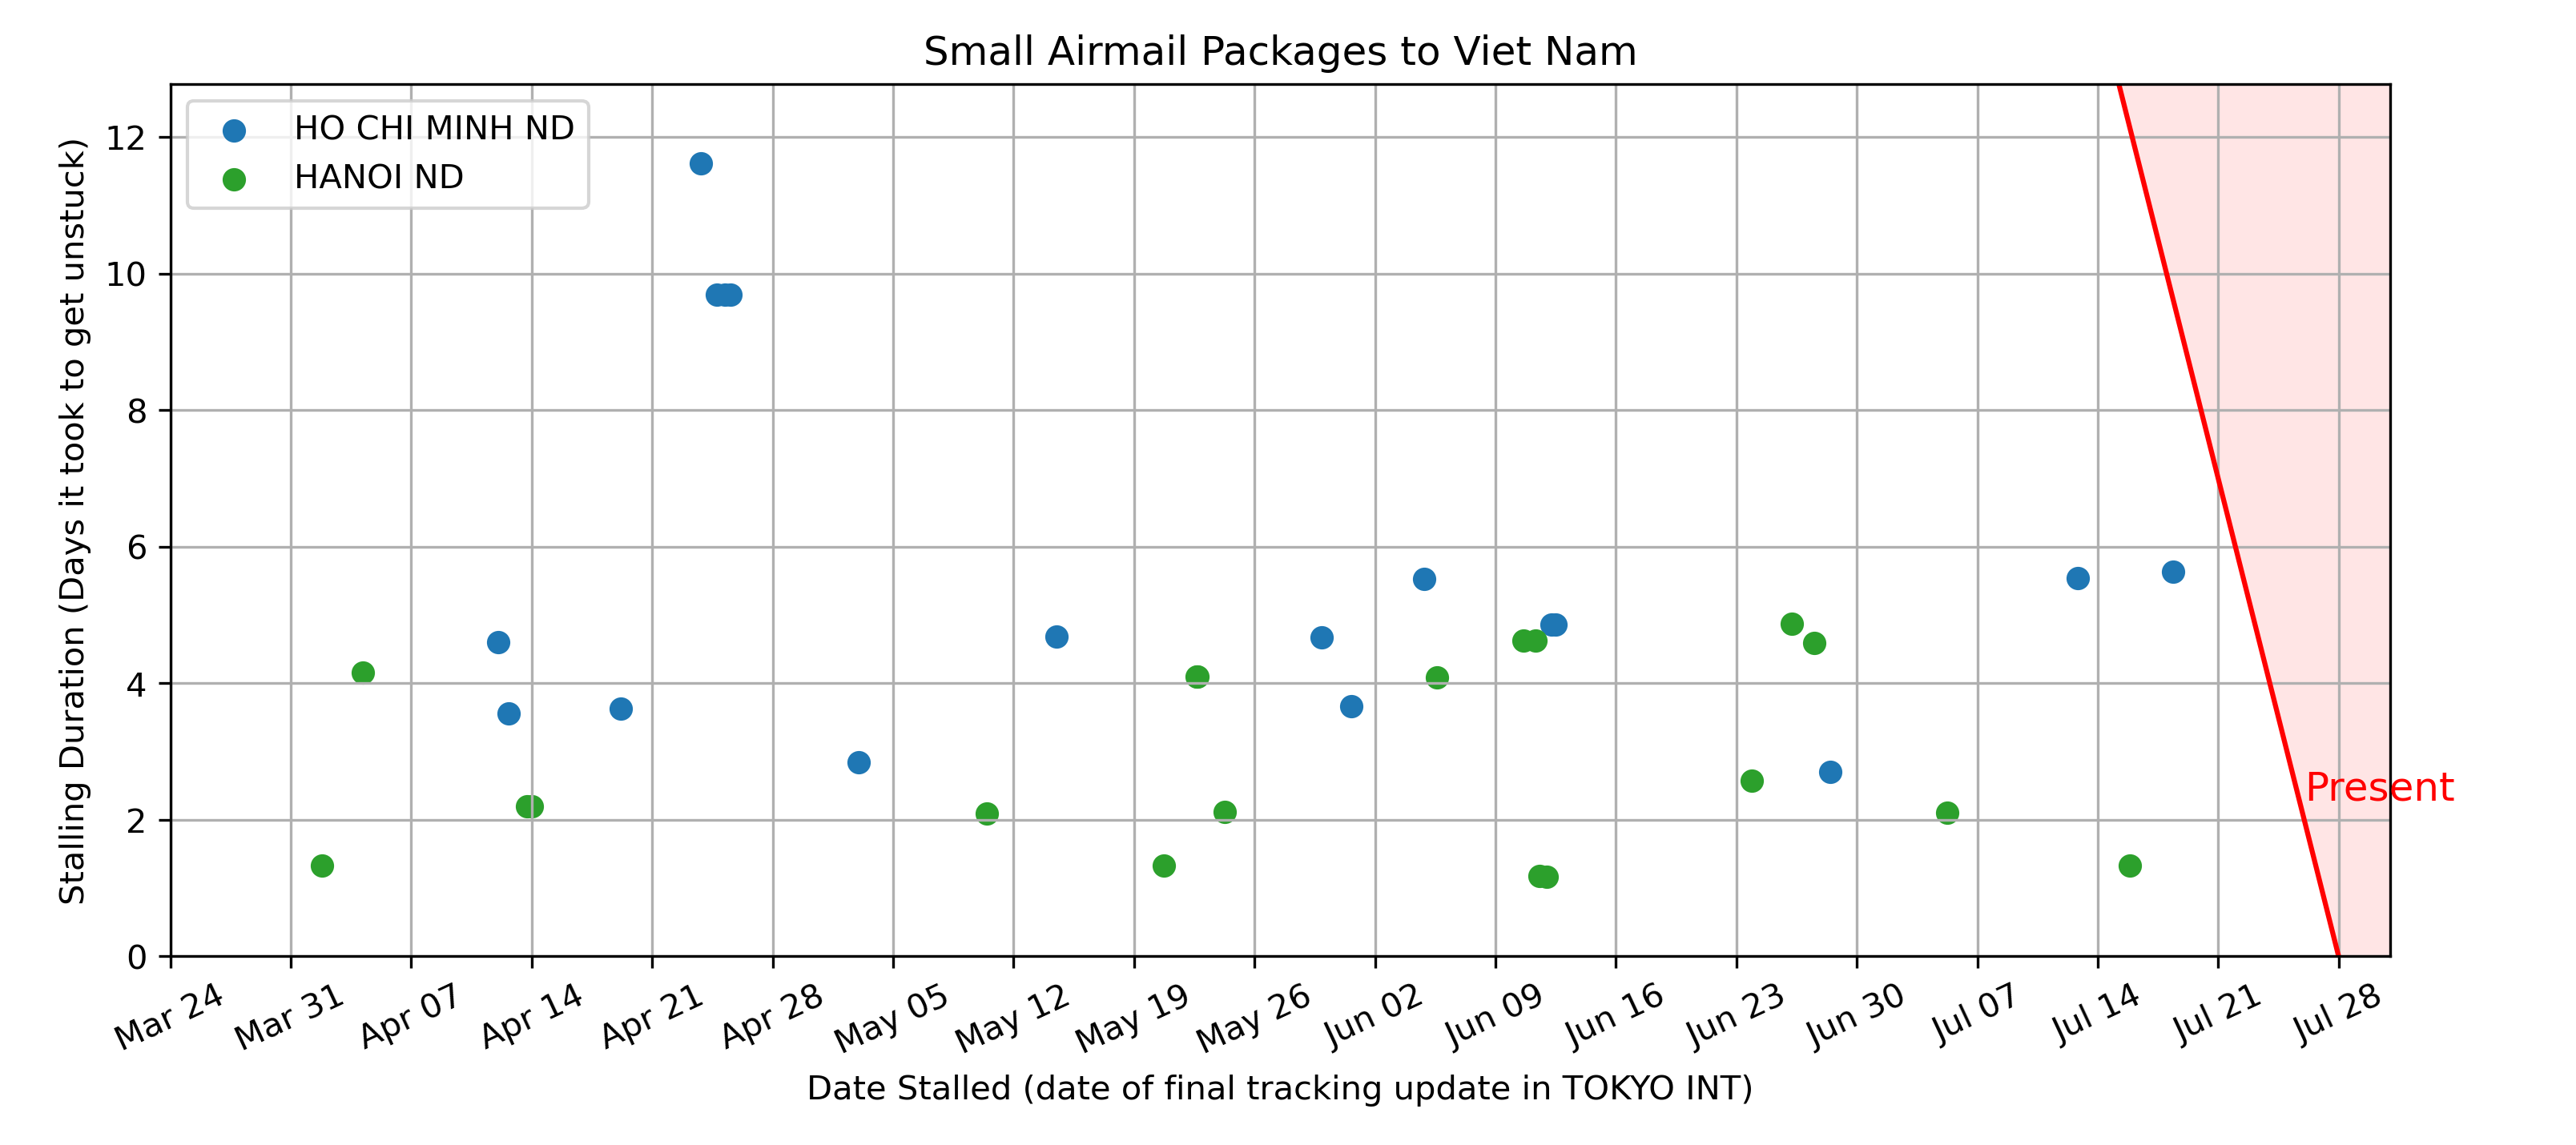 Small Airmail Packages to Viet Nam
HO CHI MINH ND
HANOI ND
Stalling Duration (Days it took to get unstuck)
12
10
8
6
4
2
0
Present
Mar 24
Mar 31
Apr 07
Apr 14
Apr 21
Apr 28
May 05
May 12
May 19
May 26
Jun 02
Jun 09
Jun 16
Jun 23
Jun 30
Jul 07
Jul 14
Jul 21
Jul 28
Date Stalled (date of final tracking update in TOKYO INT)